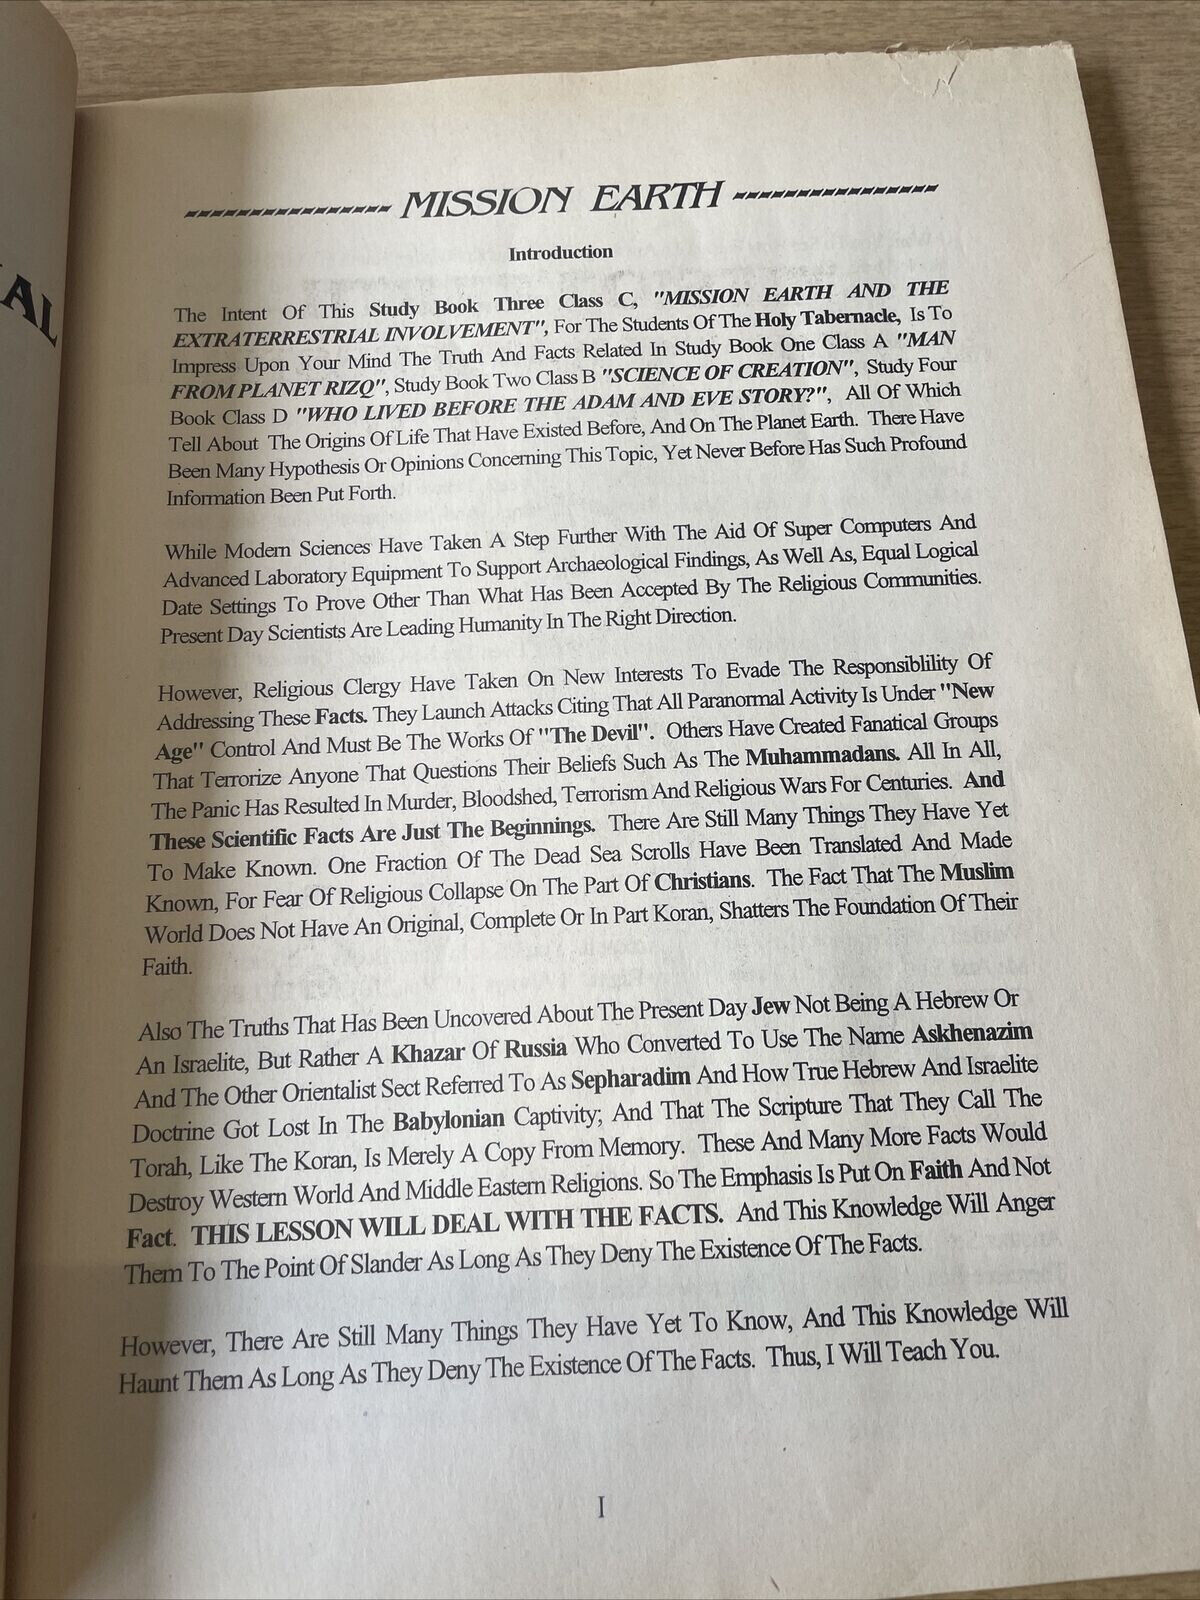 AL
MISSION EARTH
Introduction
The Intent Of This Study Book Three Class C, "MISSION EARTH AND THE
EXTRATERRESTRIAL INVOLVEMENT", For The Students Of The Holy Tabernacle, Is To
Impress Upon Your Mind The Truth And Facts Related In Study Book One Class A "MAN
FROM PLANET RIZQ", Study Book Two Class B "SCIENCE OF CREATION", Study Four
Book Class D "WHO LIVED BEFORE THE ADAM AND EVE STORY?", All Of Which
Tell About The Origins Of Life That Have Existed Before, And On The Planet Earth. There Have
Been Many Hypothesis Or Opinions Concerning This Topic, Yet Never Before Has Such Profound
Information Been Put Forth.
While Modern Sciences Have Taken A Step Further With The Aid Of Super Computers And
Advanced Laboratory Equipment To Support Archaeological Findings, As Well As, Equal Logical
Date Settings To Prove Other Than What Has Been Accepted By The Religious Communities.
Present Day Scientists Are Leading Humanity In The Right Direction.
However, Religious Clergy Have Taken On New Interests To Evade The Responsiblility Of
Addressing These Facts. They Launch Attacks Citing That All Paranormal Activity Is Under "New
Age" Control And Must Be The Works Of "The Devil". Others Have Created Fanatical Groups
That Terrorize Anyone That Questions Their Beliefs Such As The Muhammadans. All In All,
The Panic Has Resulted In Murder, Bloodshed, Terrorism And Religious Wars For Centuries. And
These Scientific Facts Are Just The Beginnings. There Are Still Many Things They Have Yet
To Make Known. One Fraction Of The Dead Sea Scrolls Have Been Translated And Made
Known, For Fear Of Religious Collapse On The Part Of Christians. The Fact That The Muslim
World Does Not Have An Original, Complete Or In Part Koran, Shatters The Foundation Of Their
Faith.
Also The Truths That Has Been Uncovered About The Present Day Jew Not Being A Hebrew Or
An Israelite, But Rather A Khazar Of Russia Who Converted To Use The Name Askhenazim
And The Other Orientalist Sect Referred To As Sepharadim And How True Hebrew And Israelite
Doctrine Got Lost In The Babylonian Captivity; And That The Scripture That They Call The
Torah, Like The Koran, Is Merely A Copy From Memory. These And Many More Facts Would
Destroy Western World And Middle Eastern Religions. So The Emphasis Is Put On Faith And Not
Fact. THIS LESSON WILL DEAL WITH THE FACTS. And This Knowledge Will Anger
Them To The Point Of Slander As Long As They Deny The Existence Of The Facts.
However, There Are Still Many Things They Have Yet To Know, And This Knowledge Will
Haunt Them As Long As They Deny The Existence Of The Facts. Thus, I Will Teach You.
I